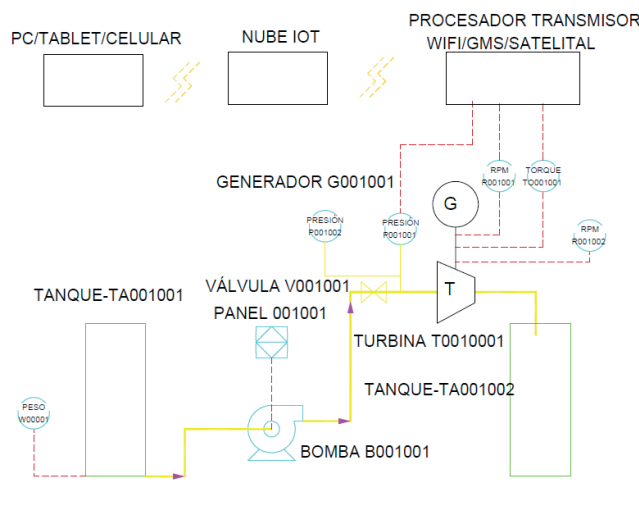 PROCESADOR TRANSMISOR
WIFI/GMS/SATELITAL
PC/TABLET/CELULAR
NUBE IOT
RPM
R001001
TORQUE
TO001001
GENERADOR G001001
G
PRESIÓN
P001002
PRESIÓN
P001001
RPM
R001002
TANQUE-TA001001
VÁLVULA V001001
T
PANEL 001001
TURBINA T0010001
TANQUE-TA001002
PESO
W00001
BOMBA B001001